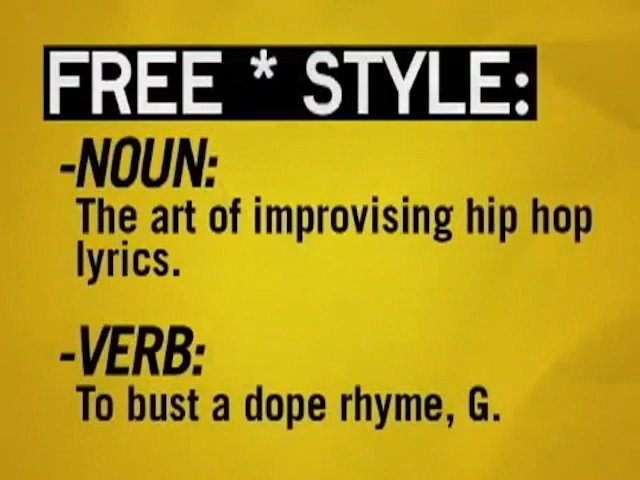 FREE * STYLE:
-NOUN:
The art of improvising hip hop
lyrics.
-VERB:
To bust a dope rhyme, G.